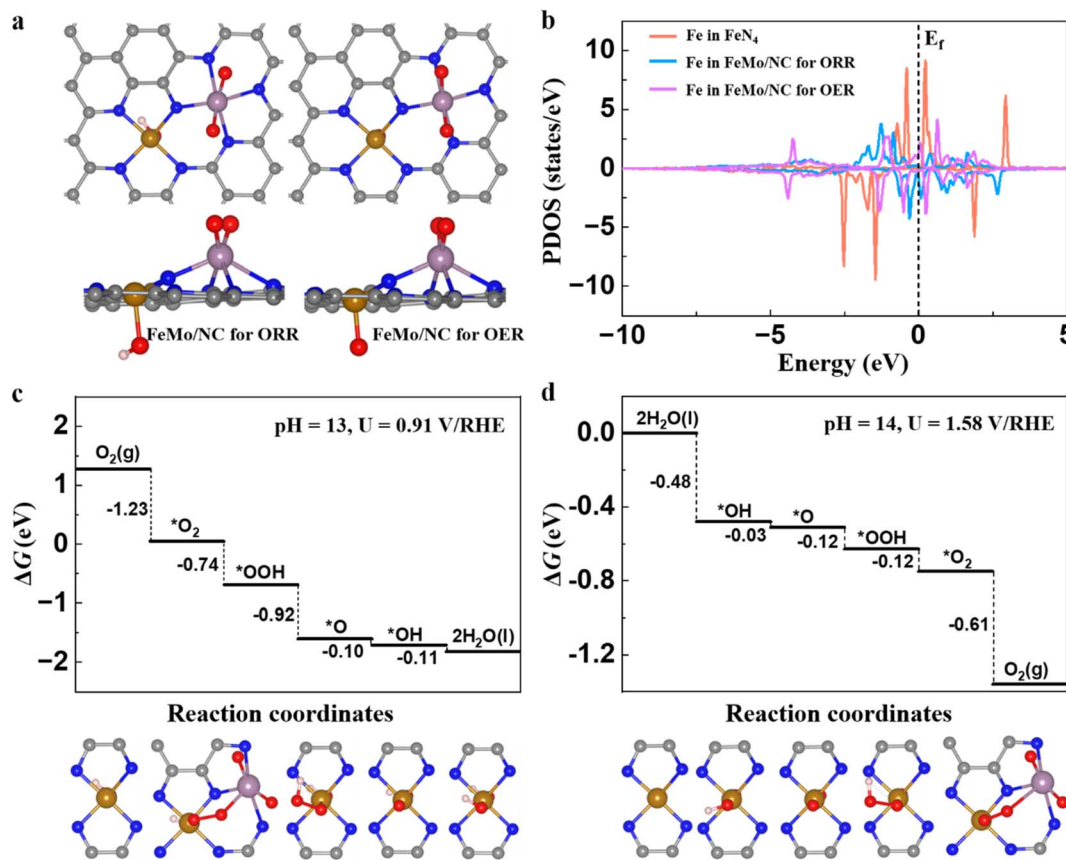 a
FeMo/NC for ORR
FeMo/NC for OER
b
Fe in FeN₄
Fe in FeMo/NC for ORR
Fe in FeMo/NC for OER
E_f
10
5
0
−5
−10
PDOS (states/eV)
−10
−5
0
5
Energy (eV)
c
pH = 13, U = 0.91 V/RHE
2
1
0
−1
−2
ΔG (eV)
O₂(g)
-1.23
*O₂
-0.74
*OOH
-0.92
*O
-0.10
*OH
-0.11
2H₂O(l)
Reaction coordinates
d
pH = 14, U = 1.58 V/RHE
0.0
−0.4
−0.8
−1.2
ΔG (eV)
2H₂O(l)
-0.48
*OH
-0.03
*O
-0.12
*OOH
-0.12
*O₂
-0.61
O₂(g)
Reaction coordinates